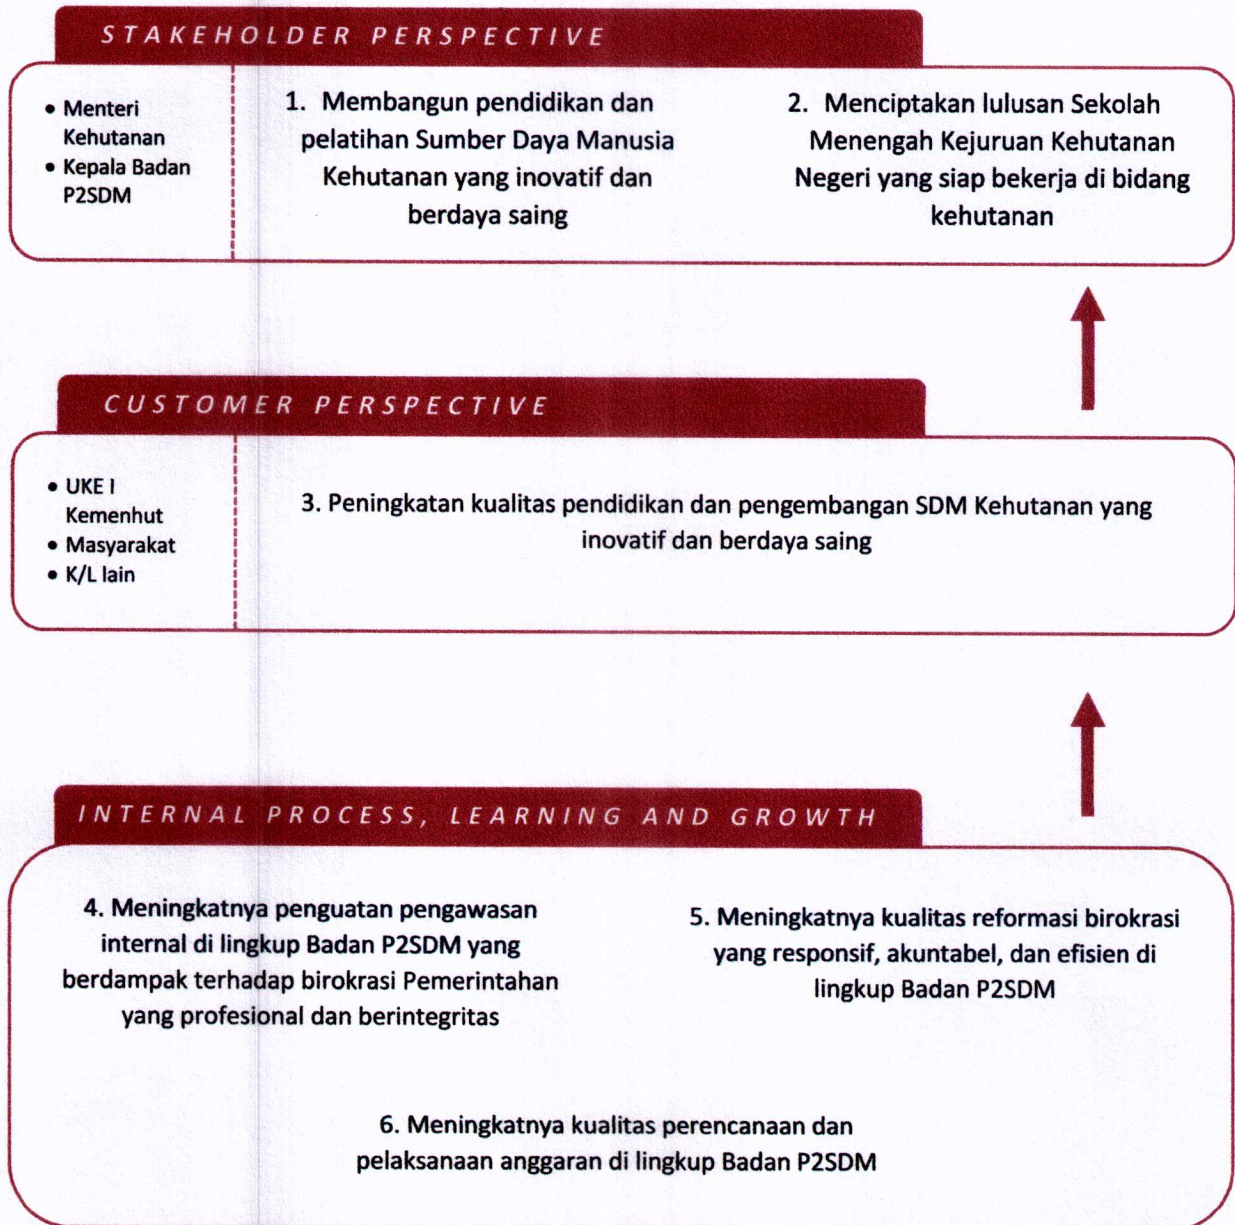 STAKEHOLDER PERSPECTIVE
• Menteri
Kehutanan
• Kepala Badan
P2SDM
1. Membangun pendidikan dan
pelatihan Sumber Daya Manusia
Kehutanan yang inovatif dan
berdaya saing
2. Menciptakan lulusan Sekolah
Menengah Kejuruan Kehutanan
Negeri yang siap bekerja di bidang
kehutanan
CUSTOMER PERSPECTIVE
• UKE I
Kemenhut
• Masyarakat
• K/L lain
3. Peningkatan kualitas pendidikan dan pengembangan SDM Kehutanan yang
inovatif dan berdaya saing
INTERNAL PROCESS, LEARNING AND GROWTH
4. Meningkatnya penguatan pengawasan
internal di lingkup Badan P2SDM yang
berdampak terhadap birokrasi Pemerintahan
yang profesional dan berintegritas
5. Meningkatnya kualitas reformasi birokrasi
yang responsif, akuntabel, dan efisien di
lingkup Badan P2SDM
6. Meningkatnya kualitas perencanaan dan
pelaksanaan anggaran di lingkup Badan P2SDM